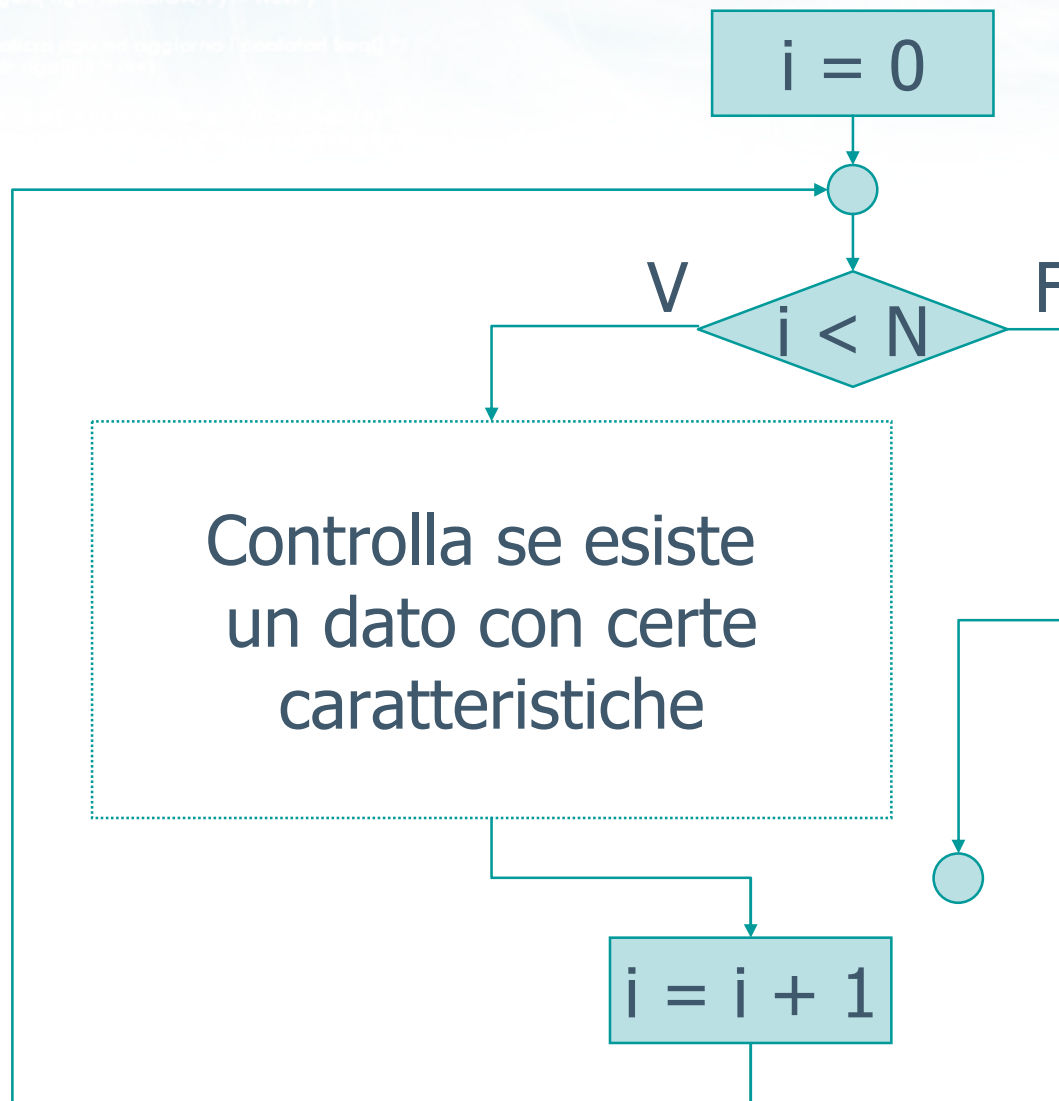 i = 0
V
F
i < N
Controlla se esiste
un dato con certe
caratteristiche
i = i + 1